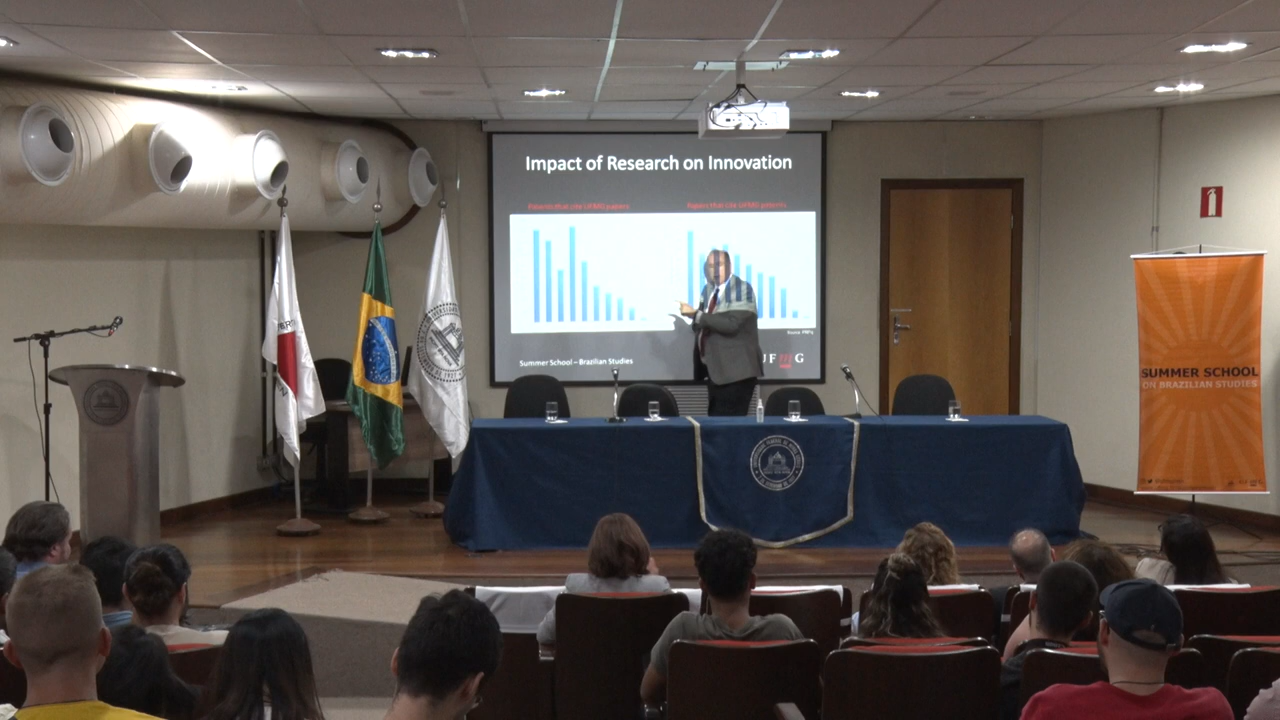 Impact of Research on Innovation
Patents that cite UFMG papers
Papers that cite UFMG patents
Summer School – Brazilian Studies
UFMG
SUMMER SCHOOL
ON BRAZILIAN STUDIES